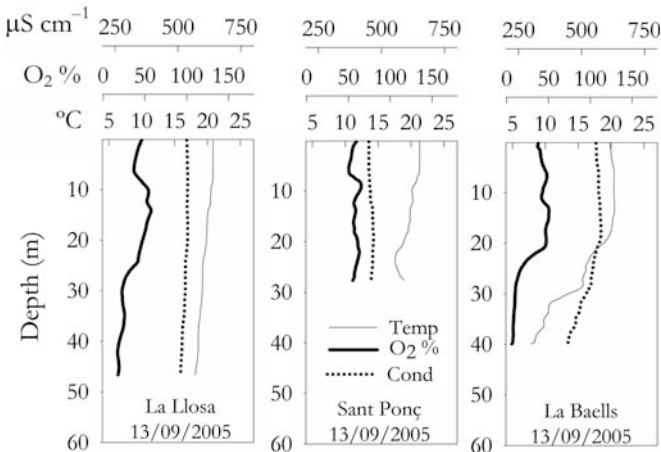 µS cm⁻¹ 250 500 750 250 500 750 250 500 750
O₂ % 0 50 100 150 0 50 100 150 0 50 100 150
ºC 5 10 15 20 25 5 10 15 20 25 5 10 15 20 25
10 10 10
20 20 20
30 30 30
40 40 40
50 50 50
60 60 60
Depth (m)
Temp
O₂ %
Cond
La Llosa
13/09/2005
Sant Ponç
13/09/2005
La Baells
13/09/2005